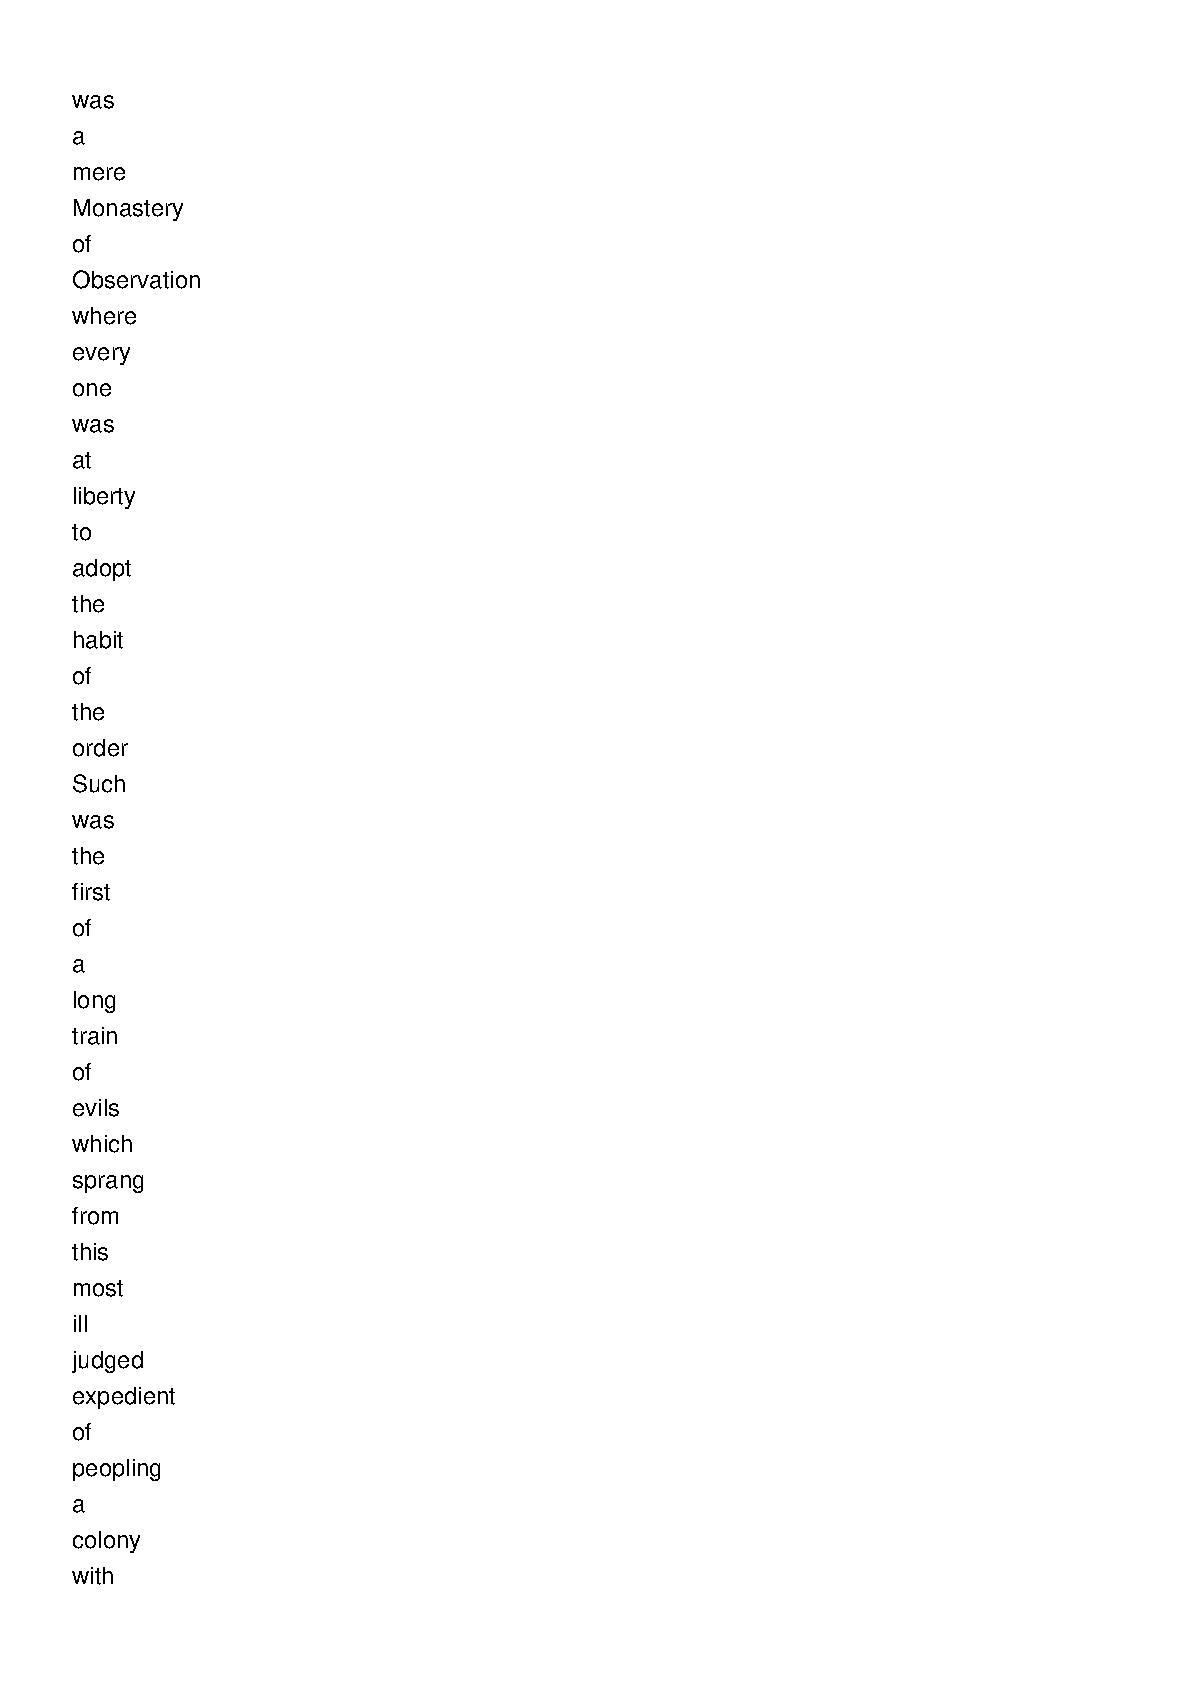 was
a
mere
Monastery
of
Observation
where
every
one
was
at
liberty
to
adopt
the
habit
of
the
order
Such
was
the
first
of
a
long
train
of
evils
which
sprang
from
this
most
ill
judged
expedient
of
peopling
a
colony
with